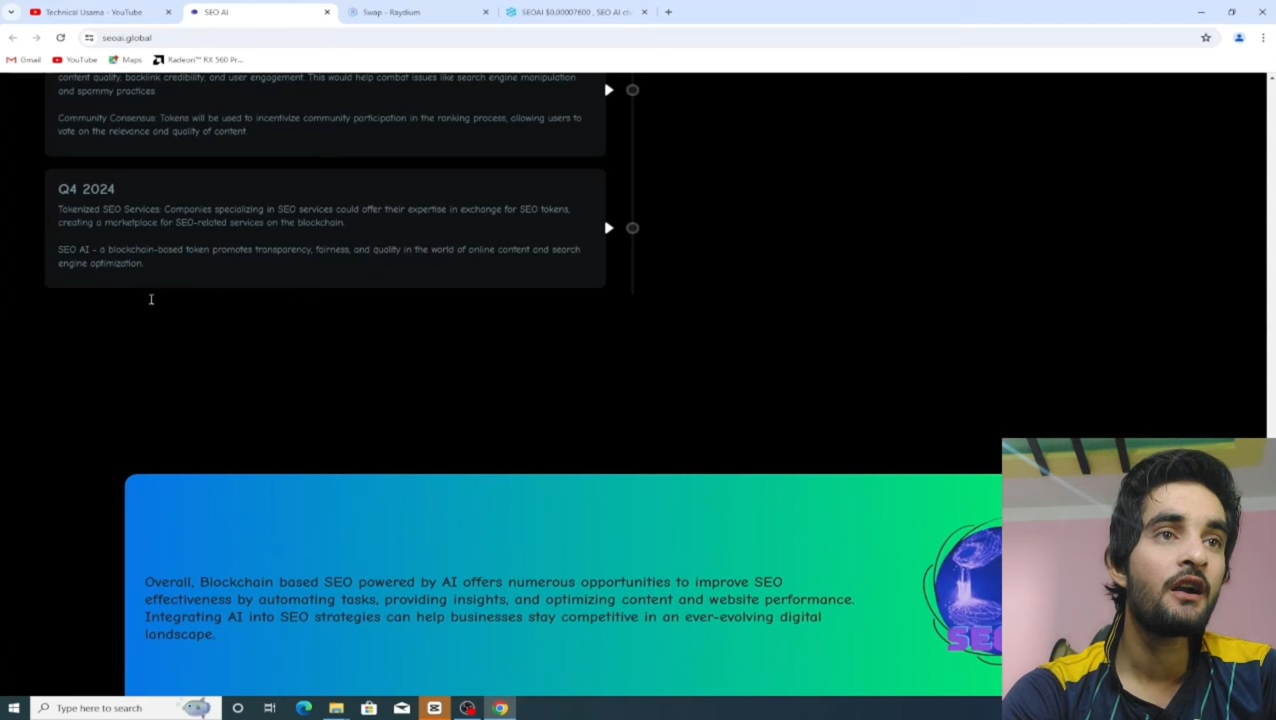 Technical Usama - YouTube
SEO AI
Swap - Raydium
SEOAI $0.00007600 , SEO AI ch
seoai.global
Gmail
YouTube
Maps
Radeon™ RX 560 Pr...
content quality, backlink credibility, and user engagement. This would help combat issues like search engine manipulation
and spammy practices.
Community Consensus: Tokens will be used to incentivize community participation in the ranking process, allowing users to
vote on the relevance and quality of content.
Q4 2024
Tokenized SEO Services: Companies specializing in SEO services could offer their expertise in exchange for SEO tokens,
creating a marketplace for SEO-related services on the blockchain.
SEO AI - a blockchain-based token promotes transparency, fairness, and quality in the world of online content and search
engine optimization.
Overall, Blockchain based SEO powered by AI offers numerous opportunities to improve SEO
effectiveness by automating tasks, providing insights, and optimizing content and website performance.
Integrating AI into SEO strategies can help businesses stay competitive in an ever-evolving digital
landscape.
SEO
Type here to search